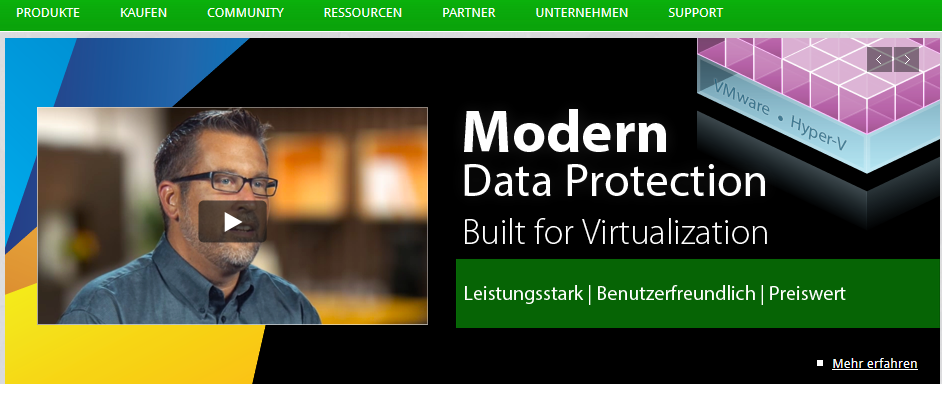 PRODUKTE KAUFEN COMMUNITY RESSOURCEN PARTNER UNTERNEHMEN SUPPORT
VMware • Hyper-V
Modern
Data Protection
Built for Virtualization
Leistungsstark | Benutzerfreundlich | Preiswert
Mehr erfahren